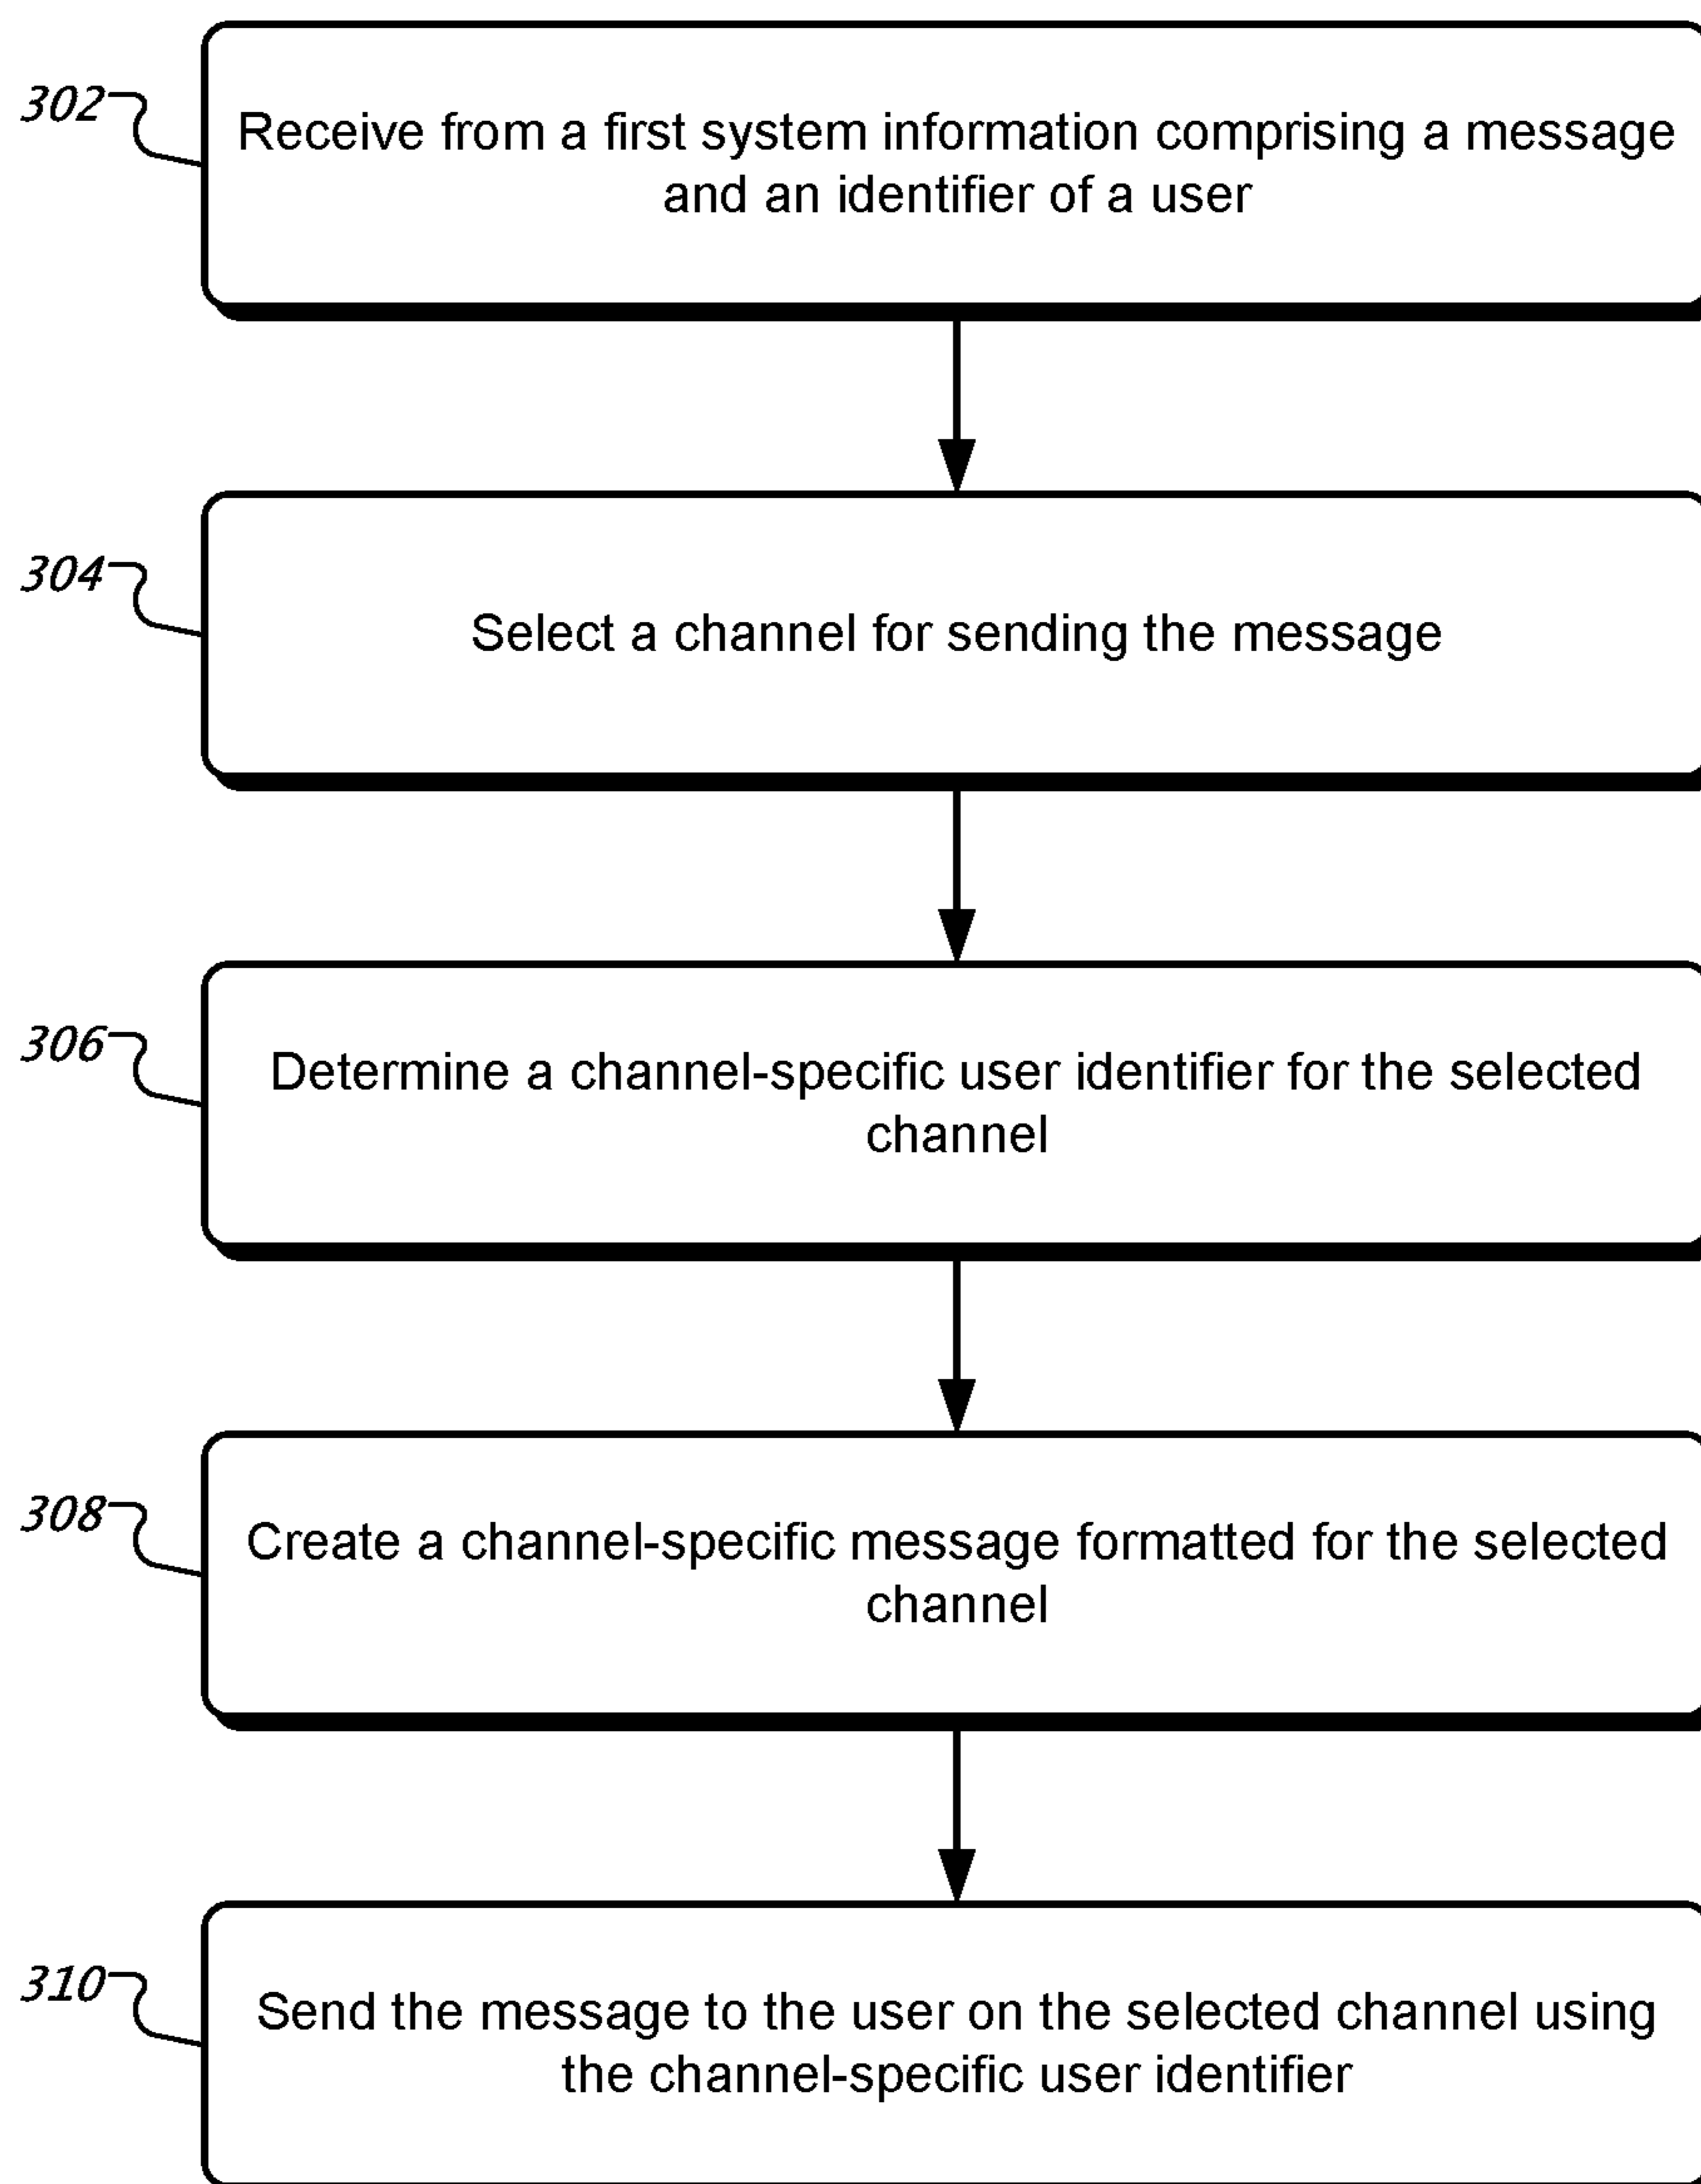 302
Receive from a first system information comprising a message
and an identifier of a user
304
Select a channel for sending the message
306
Determine a channel-specific user identifier for the selected
channel
308
Create a channel-specific message formatted for the selected
channel
310
Send the message to the user on the selected channel using
the channel-specific user identifier